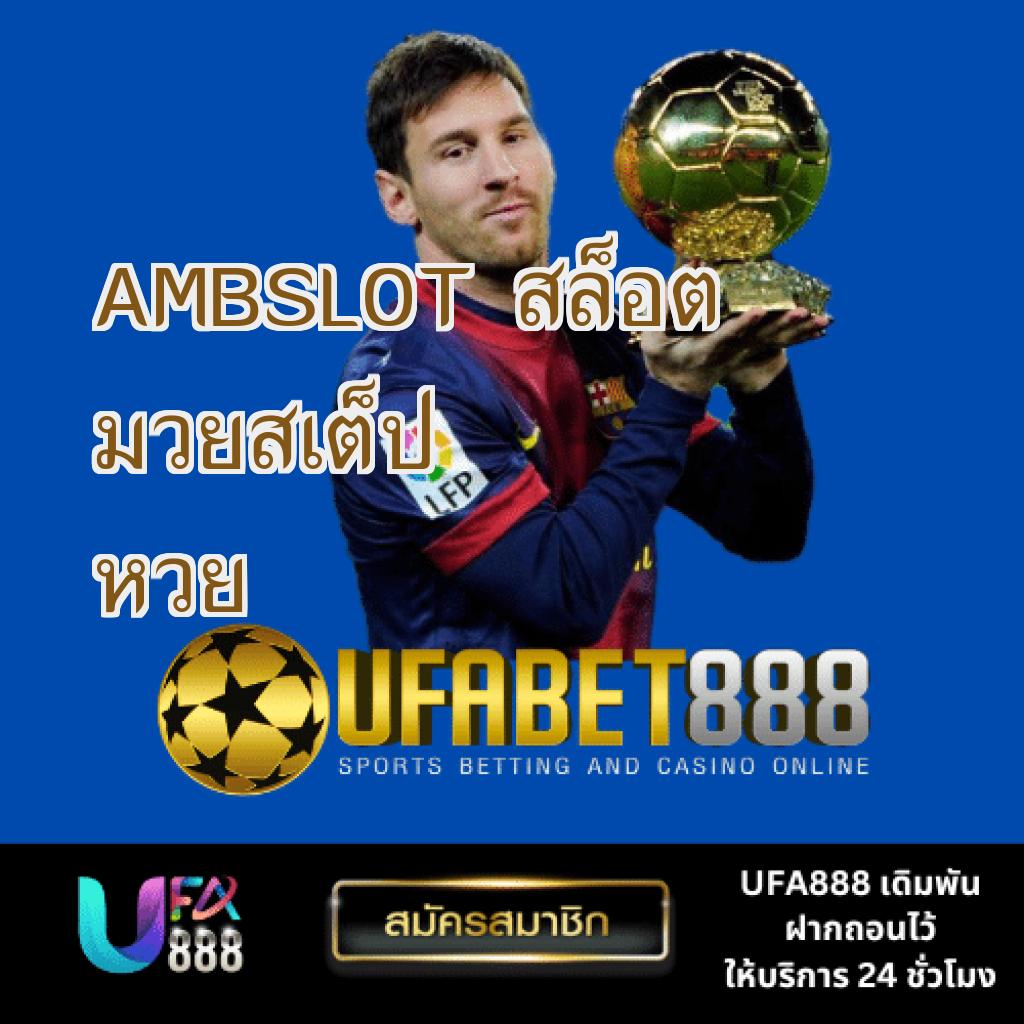 AMBSLOT สล็อต
มวยสเต็ป
LFP
หวย
UFABET888
SPORTS BETTING AND CASINO ONLINE
UFA
888
สมัครสมาชิก
UFA888 เดิมพัน
ฝากถอนไว้
ให้บริการ 24 ชั่วโมง